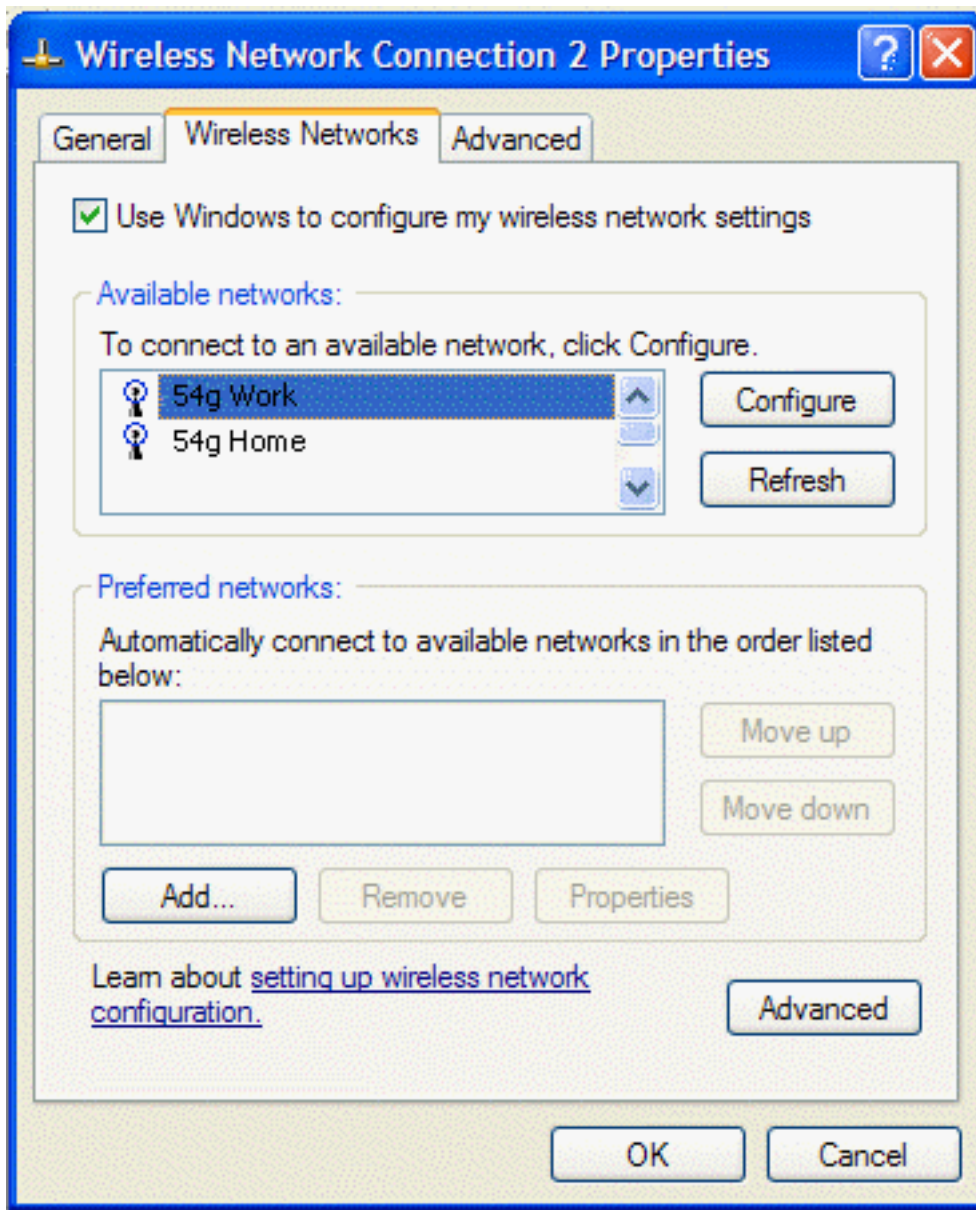 Wireless Network Connection 2 Properties
General
Wireless Networks
Advanced
Use Windows to configure my wireless network settings
Available networks:
To connect to an available network, click Configure.
54g Work
54g Home
Configure
Refresh
Preferred networks:
Automatically connect to available networks in the order listed
below:
Move up
Move down
Add...
Remove
Properties
Learn about setting up wireless network
configuration.
Advanced
OK
Cancel